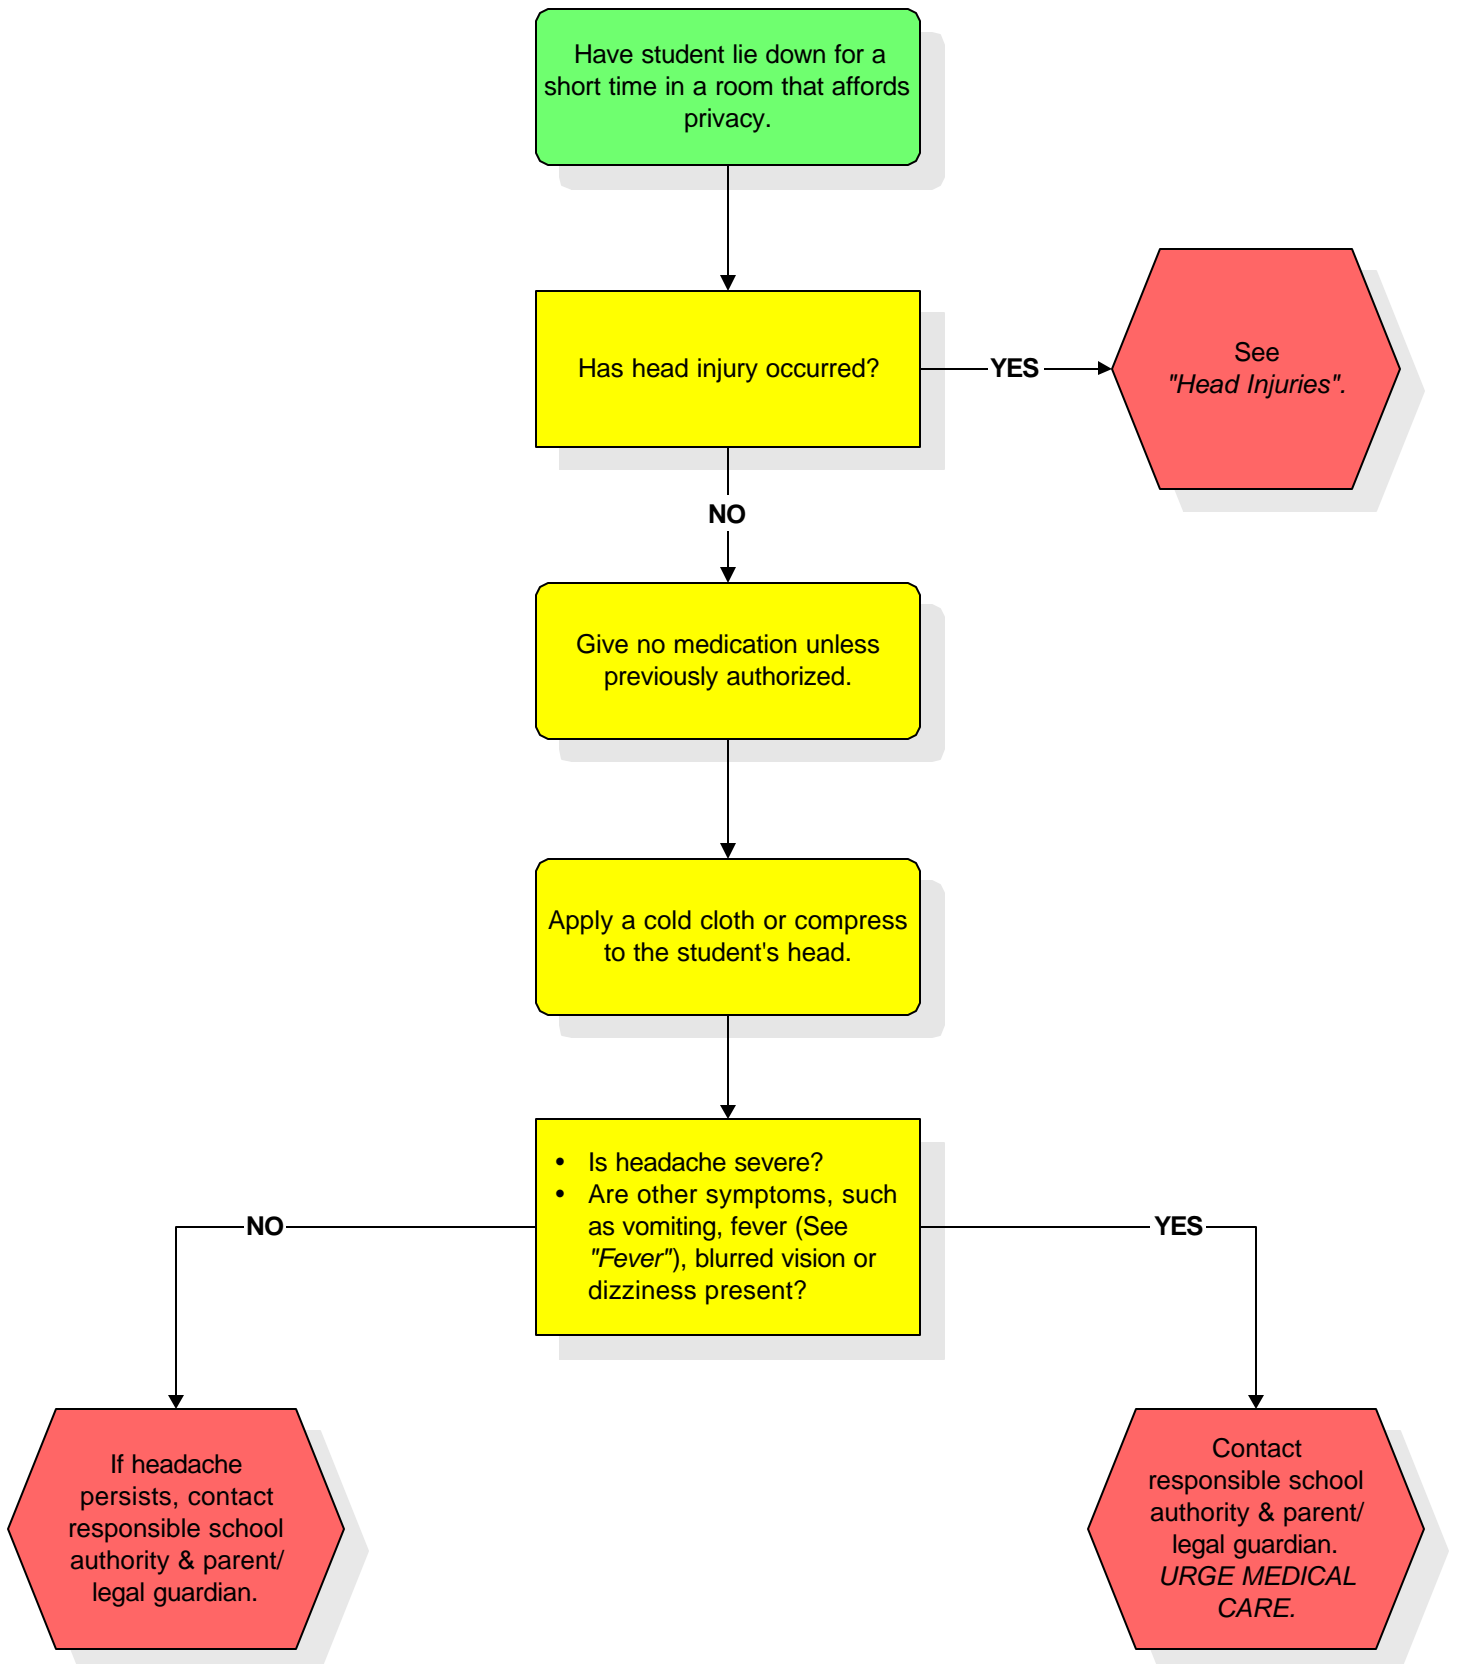 Have student lie down for a
short time in a room that affords
privacy.
Has head injury occurred?
YES
See
"Head Injuries".
NO
Give no medication unless
previously authorized.
Apply a cold cloth or compress
to the student's head.
• Is headache severe?
• Are other symptoms, such
as vomiting, fever (See
"Fever"), blurred vision or
dizziness present?
NO
YES
If headache
persists, contact
responsible school
authority & parent/
legal guardian.
Contact
responsible school
authority & parent/
legal guardian.
URGE MEDICAL
CARE.